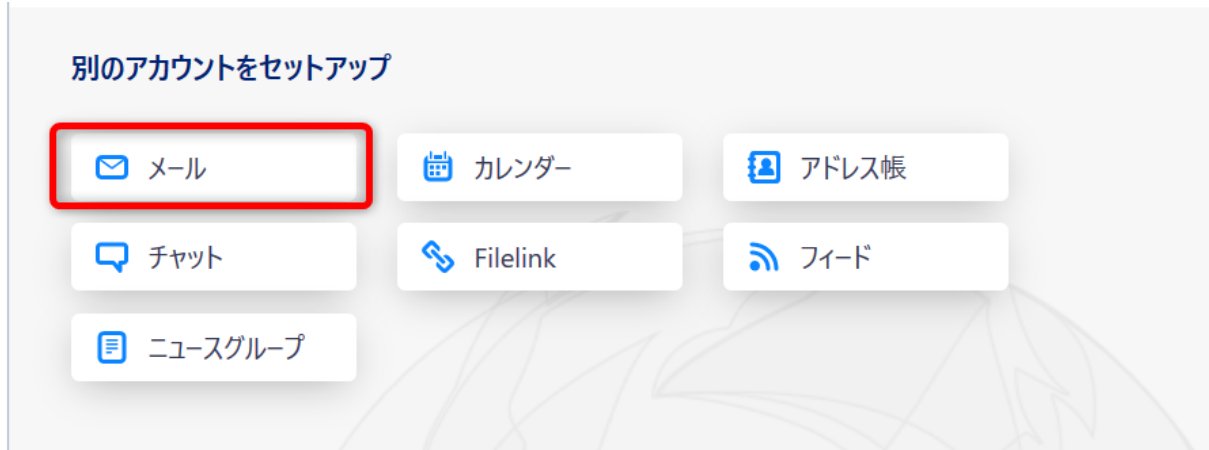 別のアカウントをセットアップ
メール
カレンダー
アドレス帳
チャット
Filelink
フィード
ニュースグループ